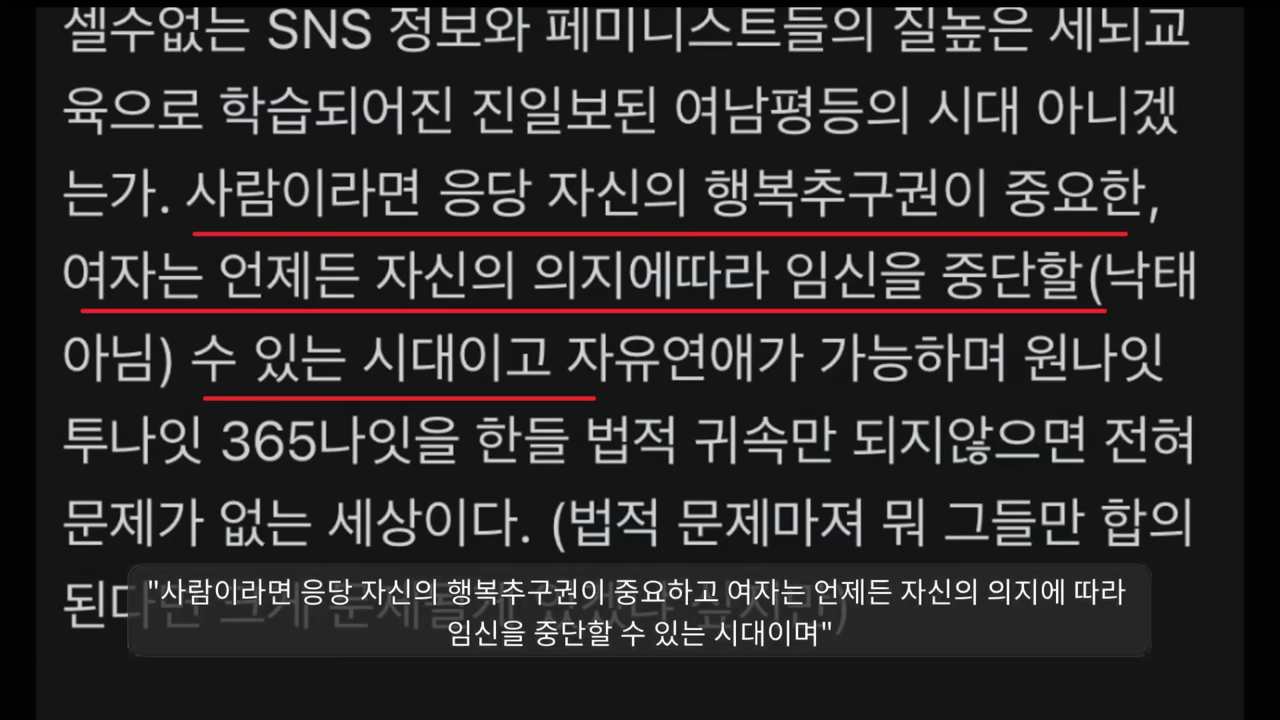 셀수없는 SNS 정보와 페미니스트들의 질높은 세뇌교
육으로 학습되어진 진일보된 여남평등의 시대 아니겠
는가. 사람이라면 응당 자신의 행복추구권이 중요한,
여자는 언제든 자신의 의지에따라 임신을 중단할(낙태
아님) 수 있는 시대이고 자유연애가 가능하며 원나잇
투나잇 365나잇을 한들 법적 귀속만 되지않으면 전혀
문제가 없는 세상이다. (법적 문제마져 뭐 그들만 합의
된다면 크게 문제될게
"사람이라면 응당 자신의 행복추구권이 중요하고 여자는 언제든 자신의 의지에 따라
임신을 중단할 수 있는 시대이며"